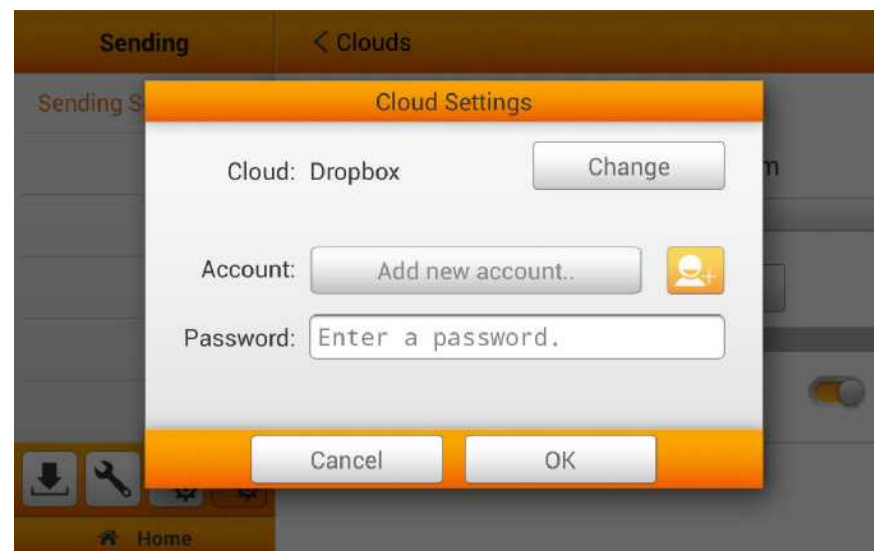 Sending
< Clouds
Sending S
Cloud Settings
Cloud: Dropbox
Change
m
Account:
Add new account..
Password:
Enter a password.
Cancel
OK
Home